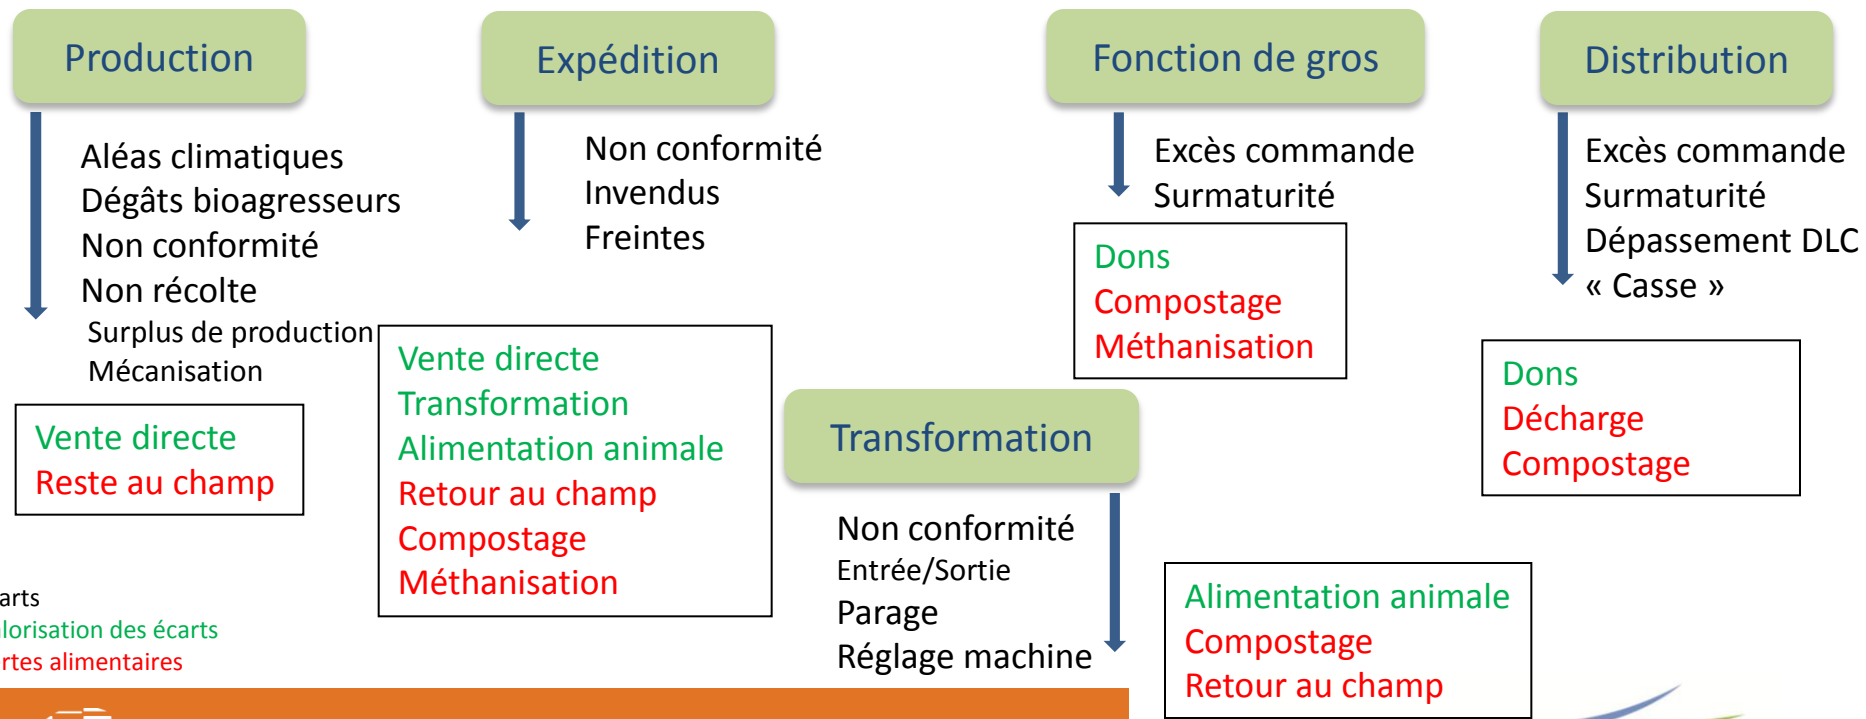 Production
Aléas climatiques
Dégâts bioagresseurs
Non conformité
Non récolte
Surplus de production
Mécanisation
Vente directe
Reste au champ
Expédition
Non conformité
Invendus
Freintes
Vente directe
Transformation
Alimentation animale
Retour au champ
Compostage
Méthanisation
Transformation
Non conformité
Entrée/Sortie
Parage
Réglage machine
Alimentation animale
Compostage
Retour au champ
Fonction de gros
Excès commande
Surmaturité
Dons
Compostage
Méthanisation
Distribution
Excès commande
Surmaturité
Dépassement DLC
« Casse »
Dons
Décharge
Compostage
arts
lorisation des écarts
rtes alimentaires